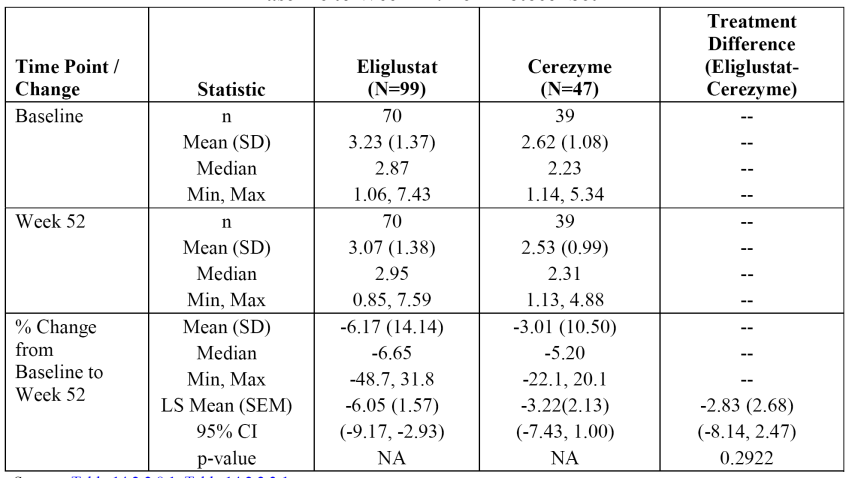 Time Point / Change | Statistic | Eliglustat (N=99) | Cerezyme (N=47) | Treatment Difference (Eliglustat-Cerezyme)
Baseline | n | 70 | 39 | --
Mean (SD) | 3.23 (1.37) | 2.62 (1.08) | --
Median | 2.87 | 2.23 | --
Min, Max | 1.06, 7.43 | 1.14, 5.34 | --
Week 52 | n | 70 | 39 | --
Mean (SD) | 3.07 (1.38) | 2.53 (0.99) | --
Median | 2.95 | 2.31 | --
Min, Max | 0.85, 7.59 | 1.13, 4.88 | --
% Change from Baseline to Week 52 | Mean (SD) | -6.17 (14.14) | -3.01 (10.50) | --
Median | -6.65 | -5.20 | --
Min, Max | -48.7, 31.8 | -22.1, 20.1 | --
LS Mean (SEM) | -6.05 (1.57) | -3.22(2.13) | -2.83 (2.68)
95% CI | (-9.17, -2.93) | (-7.43, 1.00) | (-8.14, 2.47)
p-value | NA | NA | 0.2922